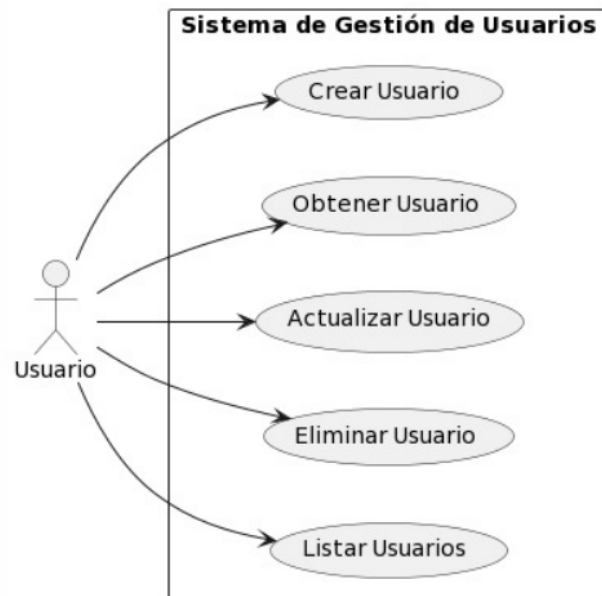 Sistema de Gestión de Usuarios
Crear Usuario
Obtener Usuario
Actualizar Usuario
Usuario
Eliminar Usuario
Listar Usuarios